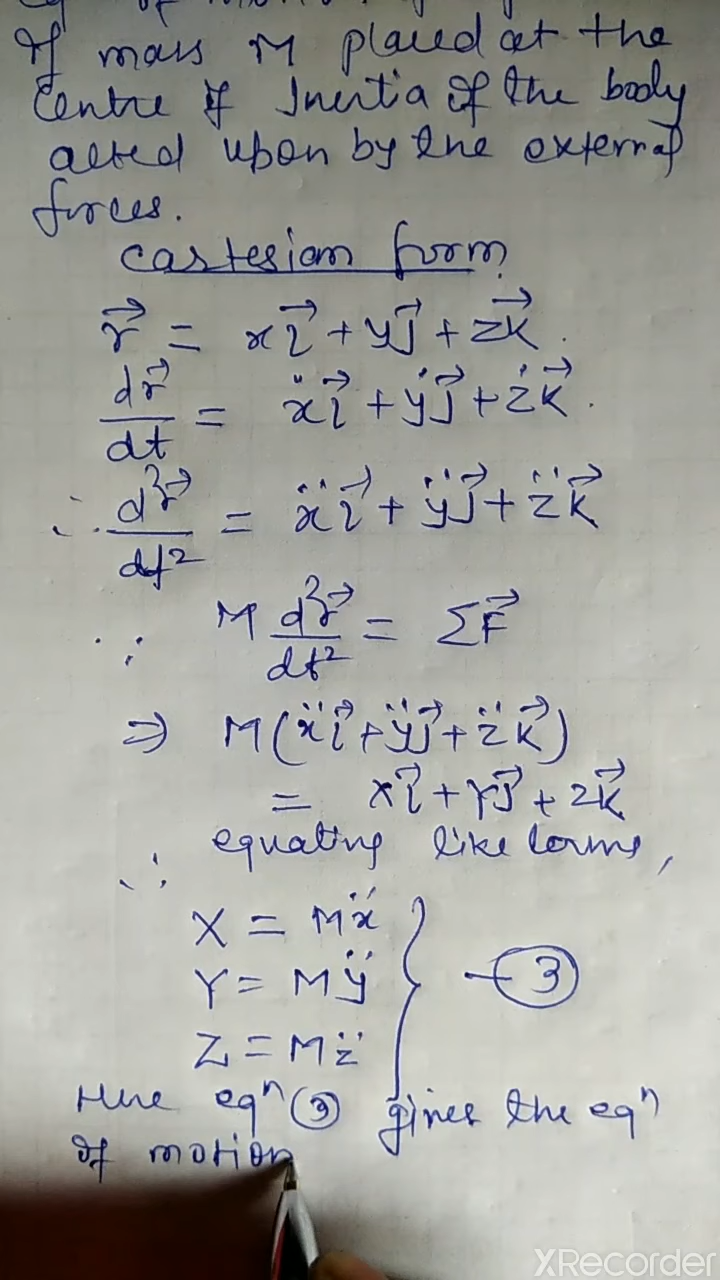 of mass M placed at the
Centre of Inertia of the body
acted upon by the external
forces.
Cartesian form
r⃗ = xi⃗ + yj⃗ + zk⃗.
dr⃗/dt = ẋi⃗ + ẏj⃗ + żk⃗.
∴ d²r⃗/dt² = ẍi⃗ + ÿj⃗ + z̈k⃗
∴ M d²r⃗/dt² = ΣF⃗
⇒ M(ẍi⃗ + ÿj⃗ + z̈k⃗)
= Xi⃗ + Yj⃗ + Zk⃗
∴ equating like terms,
X = Mẍ
Y = Mÿ
Z = Mz̈
} — ③
Here eqⁿ ③ gives the eqⁿ
of motion
XRecorder